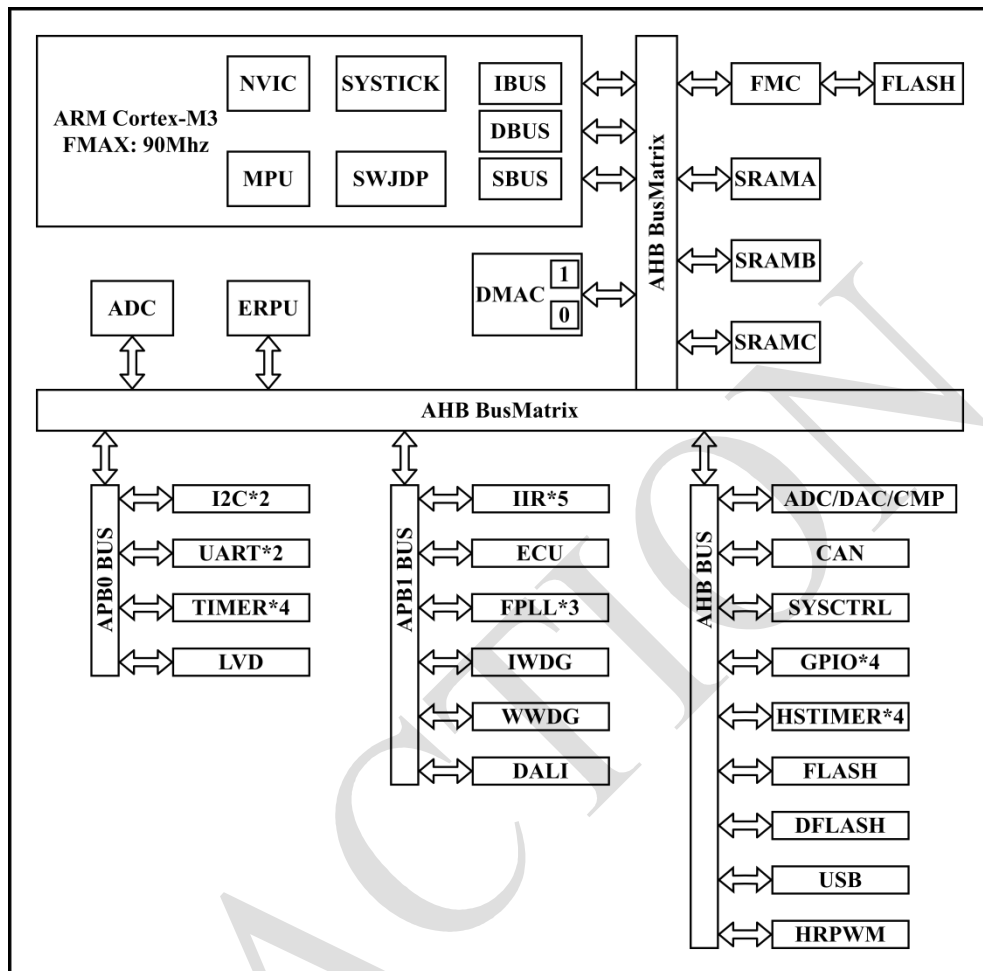 ARM Cortex-M3
FMAX: 90Mhz
NVIC
SYSTICK
IBUS
DBUS
MPU
SWJDP
SBUS
AHB BusMatrix
FMC
FLASH
SRAMA
SRAMB
SRAMC
DMAC
1
0
ADC
ERPU
AHB BusMatrix
APB0 BUS
I2C*2
UART*2
TIMER*4
LVD
APB1 BUS
IIR*5
ECU
FPLL*3
IWDG
WWDG
DALI
AHB BUS
ADC/DAC/CMP
CAN
SYSCTRL
GPIO*4
HSTIMER*4
FLASH
DFLASH
USB
HRPWM
ACTION